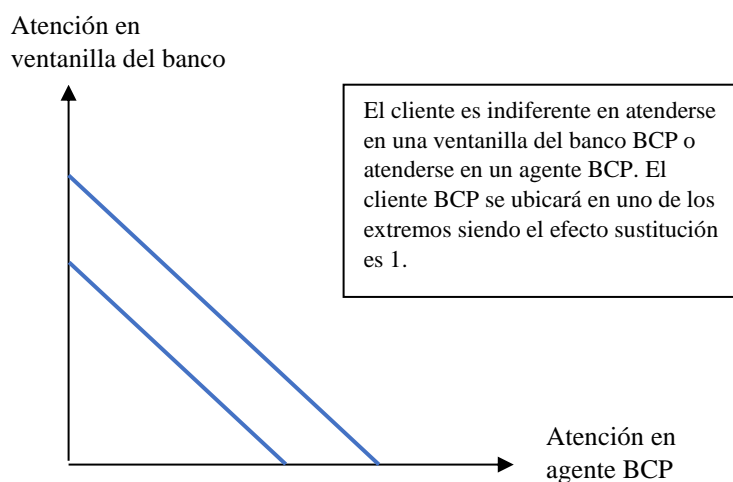 Atención en
ventanilla del banco
El cliente es indiferente en atenderse
en una ventanilla del banco BCP o
atenderse en un agente BCP. El
cliente BCP se ubicará en uno de los
extremos siendo el efecto sustitución
es 1.
Atención en
agente BCP